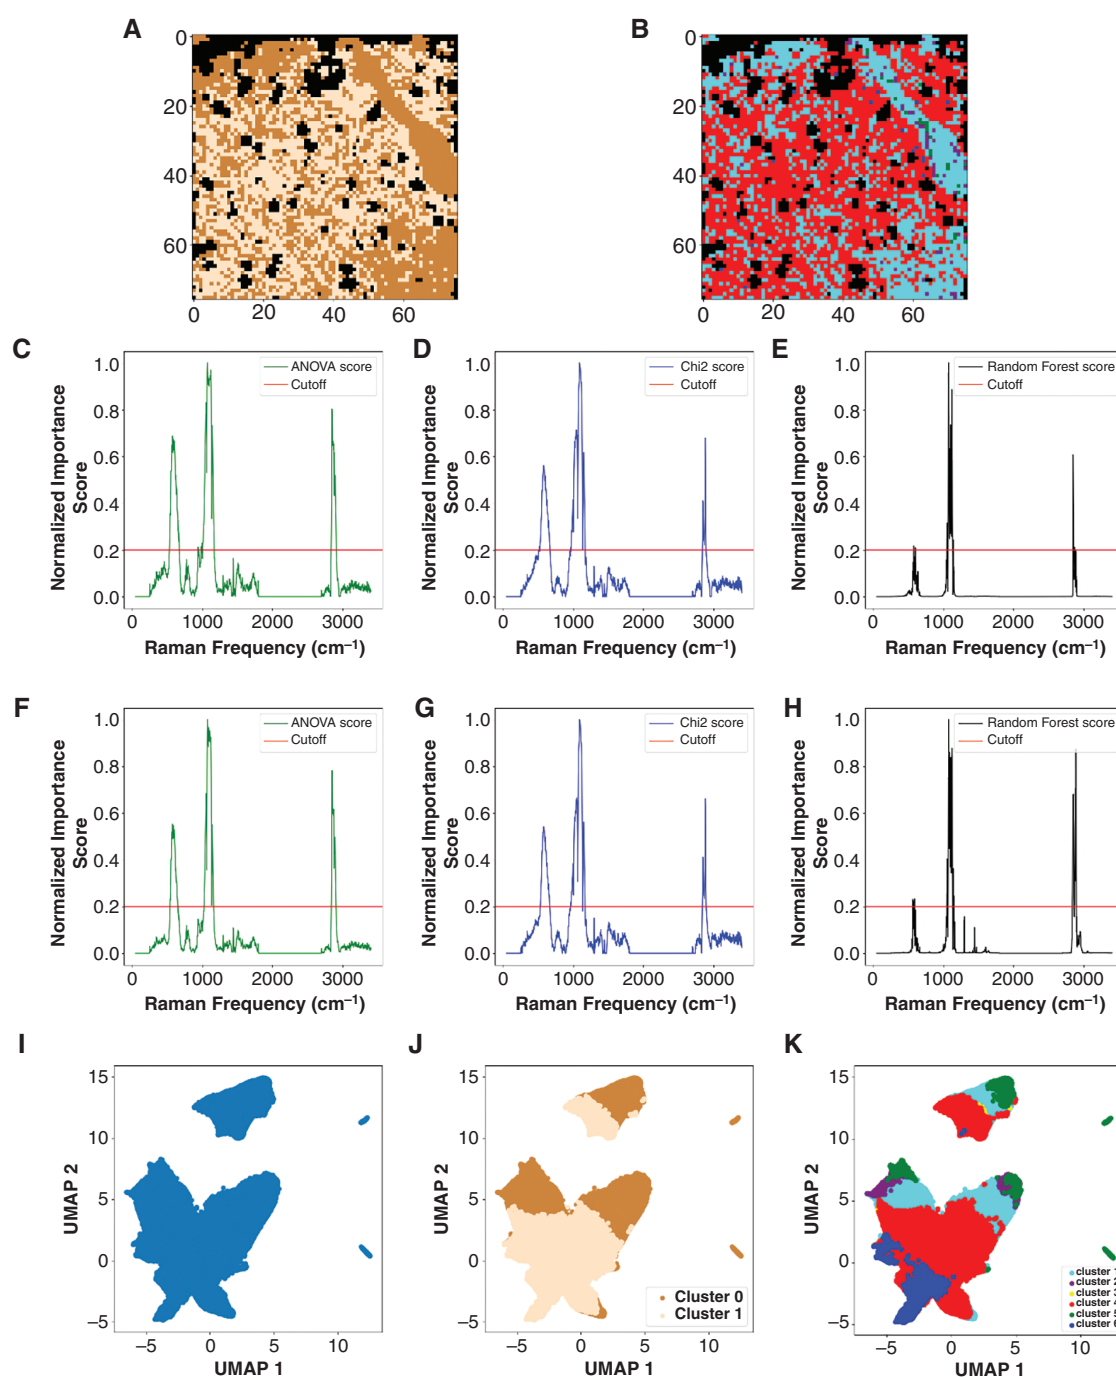 A
B
0
20
40
60
0
20
40
60
0
20
40
60
0
20
40
60
C
D
E
Normalized Importance
Score
1.0
0.8
0.6
0.4
0.2
0.0
ANOVA score
Cutoff
0
1000
2000
3000
Raman Frequency (cm⁻¹)
Normalized Importance
Score
1.0
0.8
0.6
0.4
0.2
0.0
Chi2 score
Cutoff
0
1000
2000
3000
Raman Frequency (cm⁻¹)
Normalized Importance
Score
1.0
0.8
0.6
0.4
0.2
0.0
Random Forest score
Cutoff
0
1000
2000
3000
Raman Frequency (cm⁻¹)
F
G
H
Normalized Importance
Score
1.0
0.8
0.6
0.4
0.2
0.0
ANOVA score
Cutoff
0
1000
2000
3000
Raman Frequency (cm⁻¹)
Normalized Importance
Score
1.0
0.8
0.6
0.4
0.2
0.0
Chi2 score
Cutoff
0
1000
2000
3000
Raman Frequency (cm⁻¹)
Normalized Importance
Score
1.0
0.8
0.6
0.4
0.2
0.0
Random Forest score
Cutoff
0
1000
2000
3000
Raman Frequency (cm⁻¹)
I
J
K
UMAP 2
15
10
5
0
–5
–5
0
5
10
UMAP 1
UMAP 2
15
10
5
0
–5
Cluster 0
Cluster 1
–5
0
5
10
UMAP 1
UMAP 2
15
10
5
0
–5
cluster
cluster 2
cluster 3
cluster 4
cluster 5
cluster 6
–5
0
5
10
UMAP 1